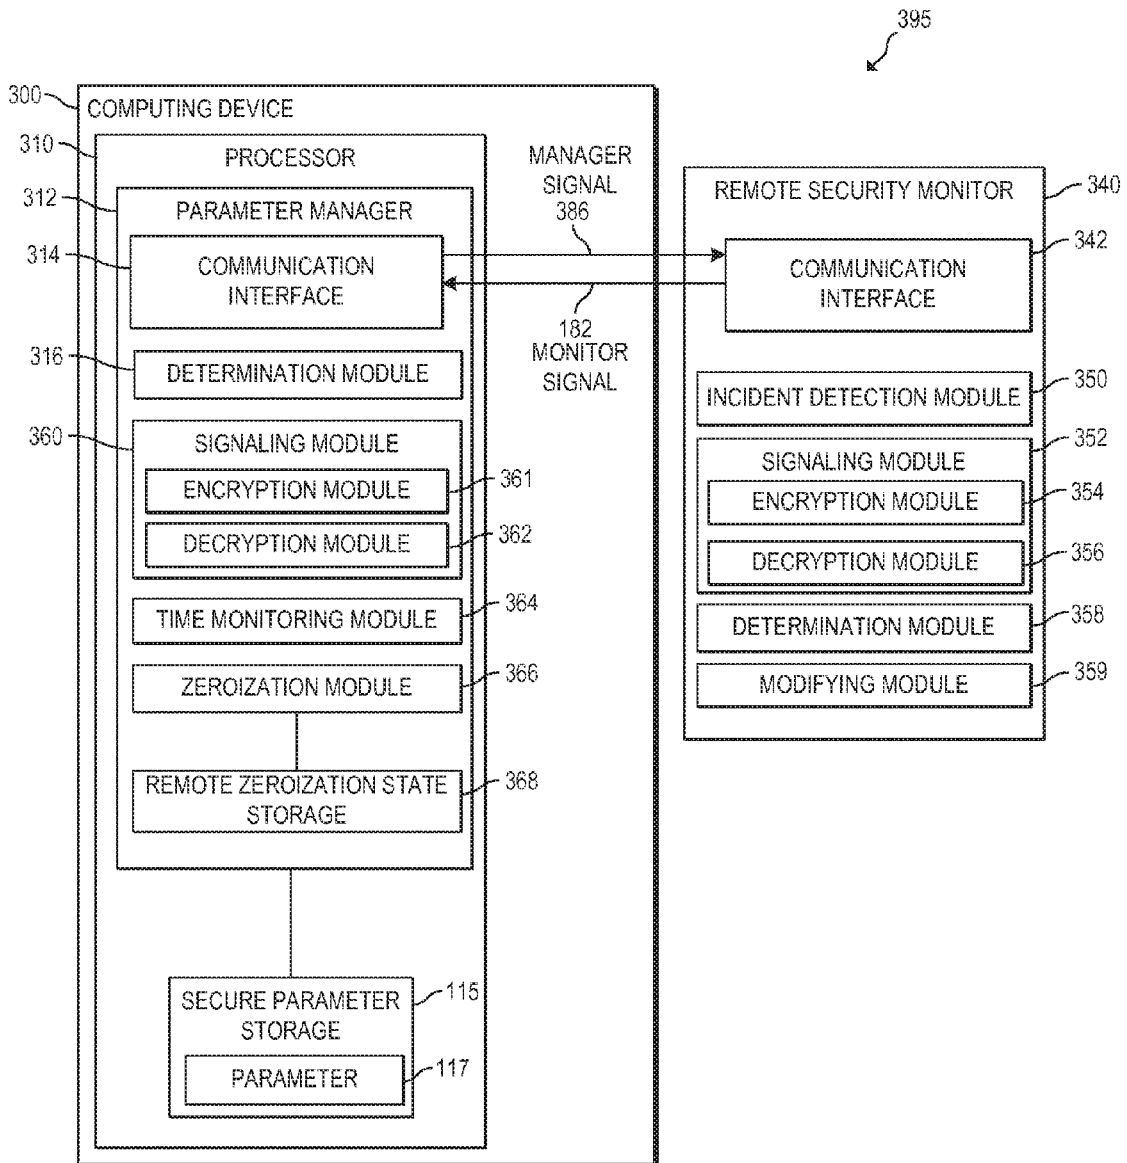 395
300
COMPUTING DEVICE
310
PROCESSOR
312
PARAMETER MANAGER
314
COMMUNICATION
INTERFACE
316
DETERMINATION MODULE
360
SIGNALING MODULE
ENCRYPTION MODULE
361
DECRYPTION MODULE
362
TIME MONITORING MODULE
364
ZEROIZATION MODULE
366
REMOTE ZEROIZATION STATE
STORAGE
368
SECURE PARAMETER
STORAGE
115
PARAMETER
117
MANAGER
SIGNAL
386
182
MONITOR
SIGNAL
REMOTE SECURITY MONITOR
340
COMMUNICATION
INTERFACE
342
INCIDENT DETECTION MODULE
350
SIGNALING MODULE
352
ENCRYPTION MODULE
354
DECRYPTION MODULE
356
DETERMINATION MODULE
358
MODIFYING MODULE
359